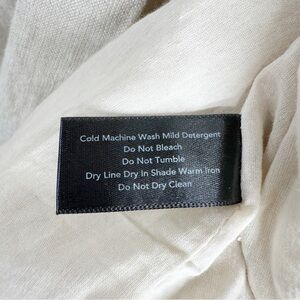 Cold Machine Wash Mild Detergent
Do Not Bleach
Do Not Tumble
Dry Line Dry In Shade Warm Iron
Do Not Dry Clean